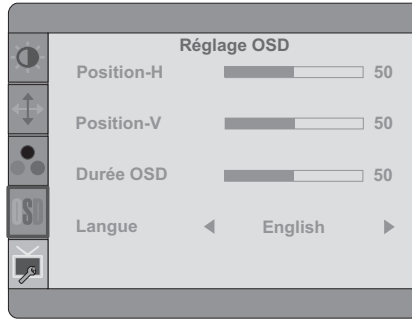 Réglage OSD
Position-H 50
Position-V 50
Durée OSD 50
OSD
Langue English